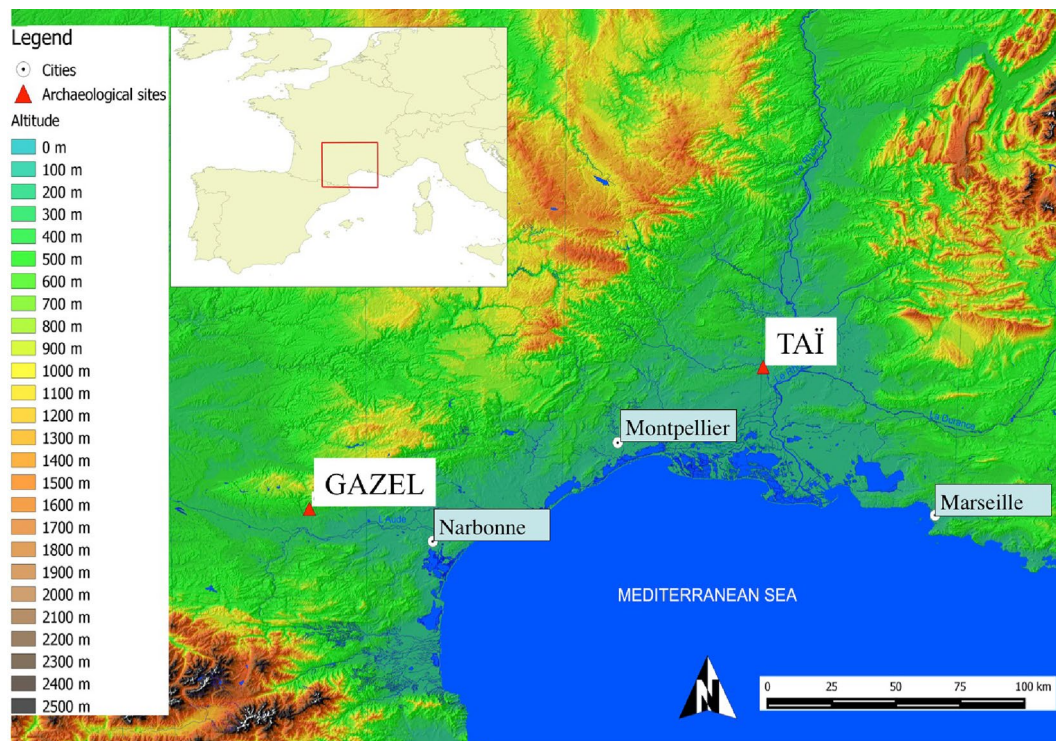 Legend
Cities
Archaeological sites
Altitude
0 m
100 m
200 m
300 m
400 m
500 m
600 m
700 m
800 m
900 m
1000 m
1100 m
1200 m
1300 m
1400 m
1500 m
1600 m
1700 m
1800 m
1900 m
2000 m
2100 m
2200 m
2300 m
2400 m
2500 m
TAÏ
Montpellier
GAZEL
L'Aude
Narbonne
Marseille
MEDITERRANEAN SEA
N
0 25 50 75 100 km